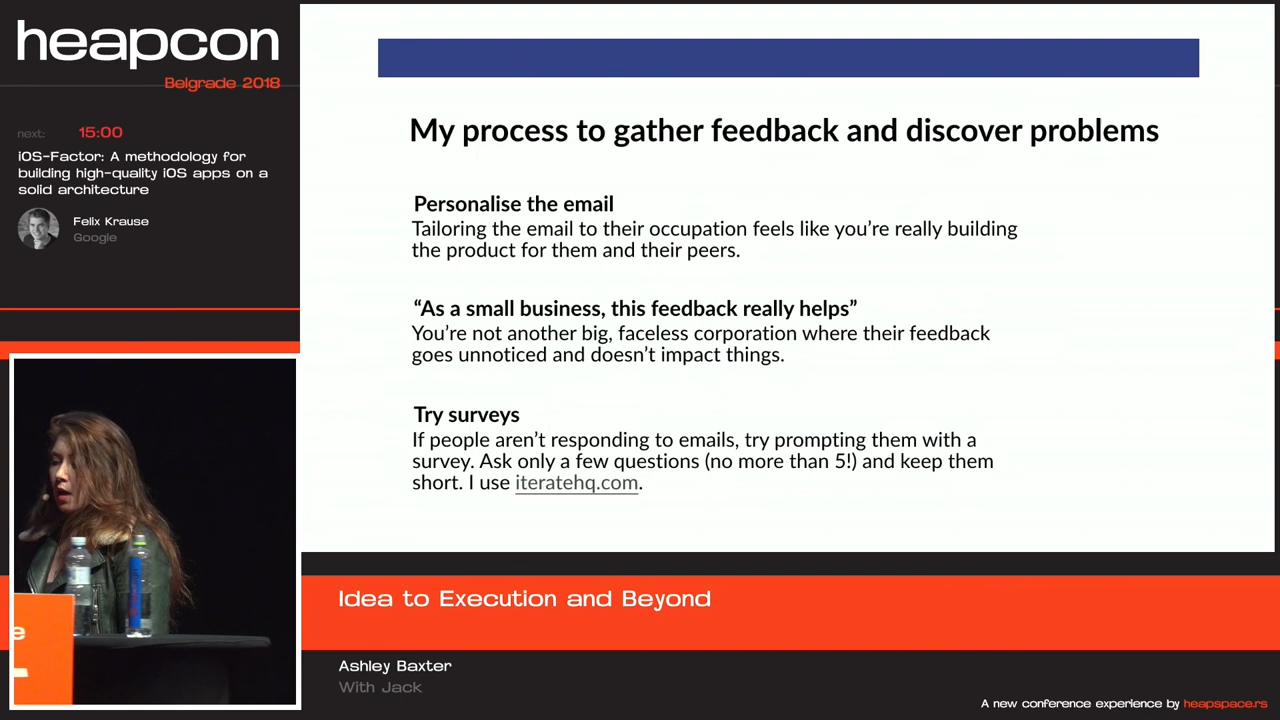 heapcon
Belgrade 2018
next: 15:00
iOS-Factor: A methodology for
building high-quality iOS apps on a
solid architecture
Felix Krause
Google
My process to gather feedback and discover problems
Personalise the email
Tailoring the email to their occupation feels like you’re really building
the product for them and their peers.
“As a small business, this feedback really helps”
You’re not another big, faceless corporation where their feedback
goes unnoticed and doesn’t impact things.
Try surveys
If people aren’t responding to emails, try prompting them with a
survey. Ask only a few questions (no more than 5!) and keep them
short. I use iteratehq.com.
e
Idea to Execution and Beyond
Ashley Baxter
With Jack
A new conference experience by heapspace.rs